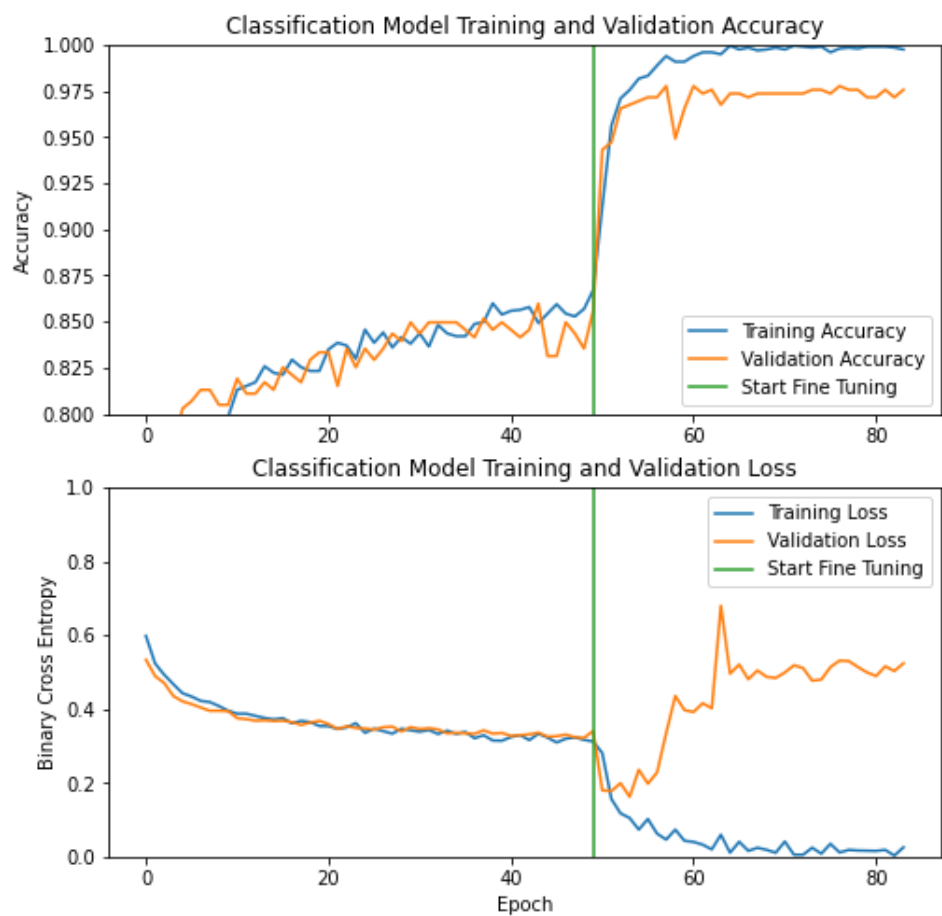 Classification Model Training and Validation Accuracy
1.000
0.975
0.950
0.925
0.900
0.875
0.850
0.825
0.800
Accuracy
Training Accuracy
Validation Accuracy
Start Fine Tuning
0 20 40 60 80
Classification Model Training and Validation Loss
1.0
0.8
0.6
0.4
0.2
0.0
Binary Cross Entropy
Training Loss
Validation Loss
Start Fine Tuning
0 20 40 60 80
Epoch